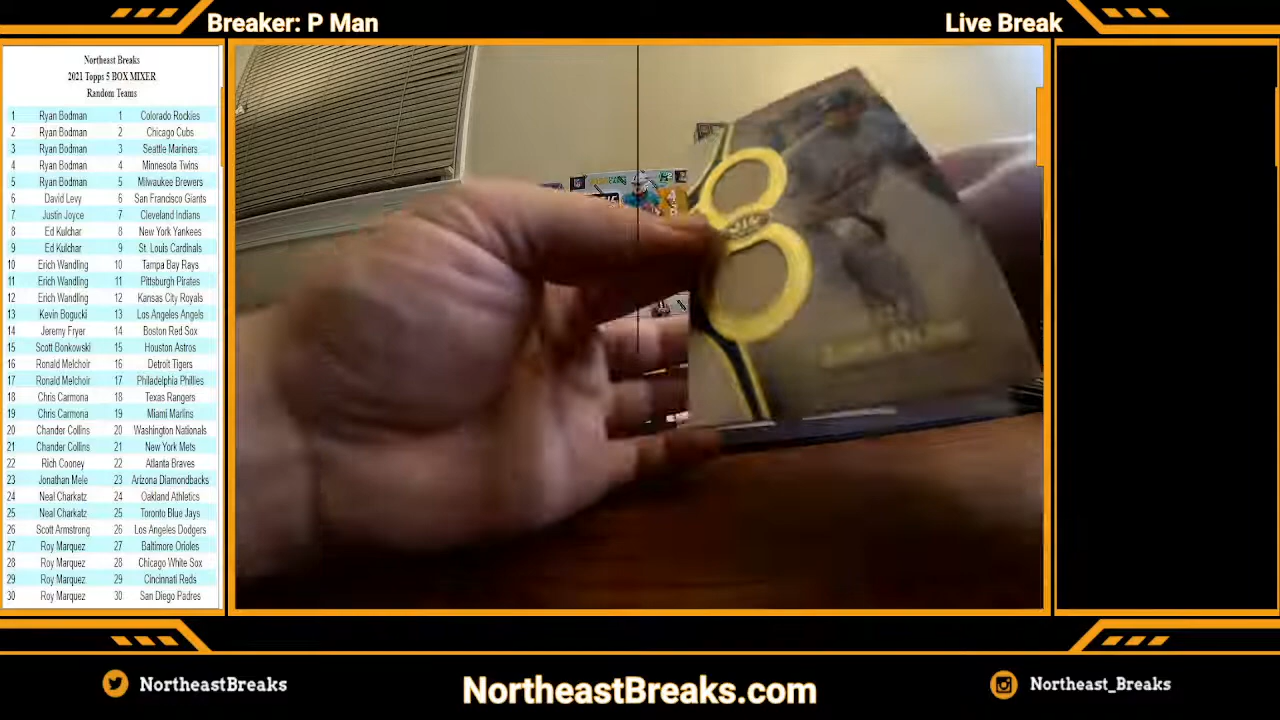 Breaker: P Man
Live Break
Northeast Breaks
2021 Topps 5 BOX MIXER
Random Teams
1 Ryan Bodman 1 Colorado Rockies
2 Ryan Bodman 2 Chicago Cubs
3 Ryan Bodman 3 Seattle Mariners
4 Ryan Bodman 4 Minnesota Twins
5 Ryan Bodman 5 Milwaukee Brewers
6 David Levy 6 San Francisco Giants
7 Justin Joyce 7 Cleveland Indians
8 Ed Kulchar 8 New York Yankees
9 Ed Kulchar 9 St. Louis Cardinals
10 Erich Wandling 10 Tampa Bay Rays
11 Erich Wandling 11 Pittsburgh Pirates
12 Erich Wandling 12 Kansas City Royals
13 Kevin Bogucki 13 Los Angeles Angels
14 Jeremy Fryer 14 Boston Red Sox
15 Scott Bonkowski 15 Houston Astros
16 Ronald Melchoir 16 Detroit Tigers
17 Ronald Melchoir 17 Philadelphia Phillies
18 Chris Carmona 18 Texas Rangers
19 Chris Carmona 19 Miami Marlins
20 Chander Collins 20 Washington Nationals
21 Chander Collins 21 New York Mets
22 Rich Cooney 22 Atlanta Braves
23 Jonathan Mele 23 Arizona Diamondbacks
24 Neal Charkatz 24 Oakland Athletics
25 Neal Charkatz 25 Toronto Blue Jays
26 Scott Armstrong 26 Los Angeles Dodgers
27 Roy Marquez 27 Baltimore Orioles
28 Roy Marquez 28 Chicago White Sox
29 Roy Marquez 29 Cincinnati Reds
30 Roy Marquez 30 San Diego Padres
NortheastBreaks
NortheastBreaks.com
Northeast_Breaks